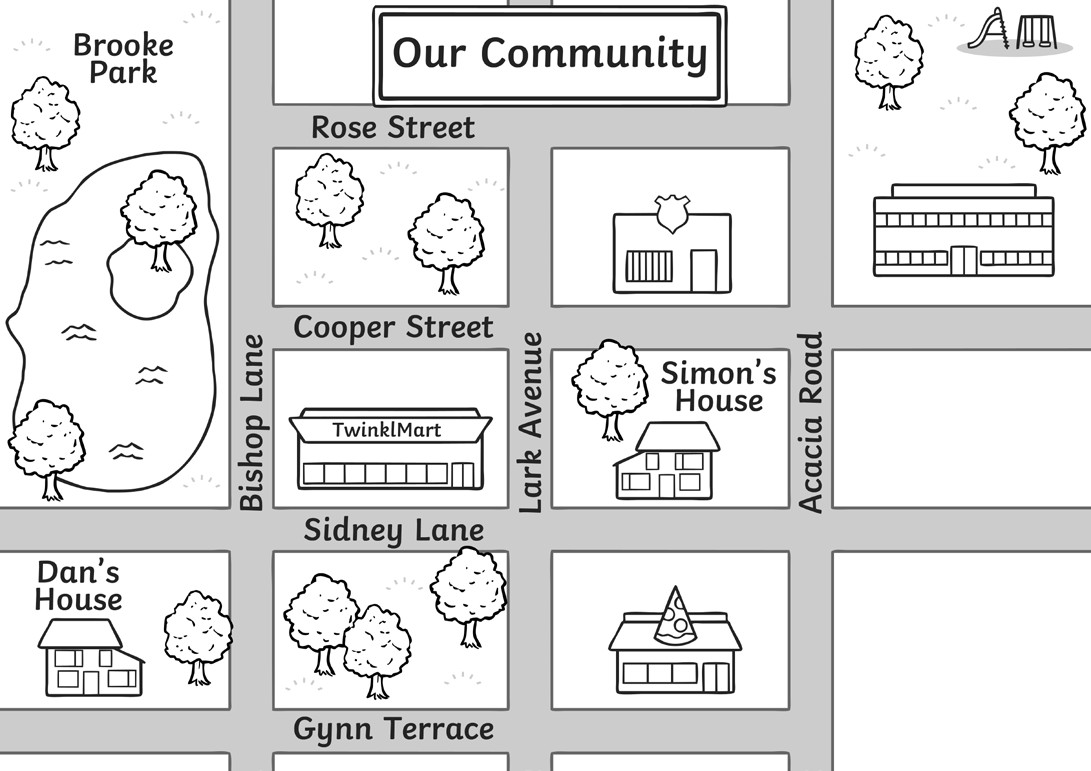 Our Community
Brooke
Park
Rose Street
Cooper Street
Bishop Lane
Lark Avenue
Acacia Road
Simon's
House
TwinklMart
Sidney Lane
Dan's
House
Gynn Terrace